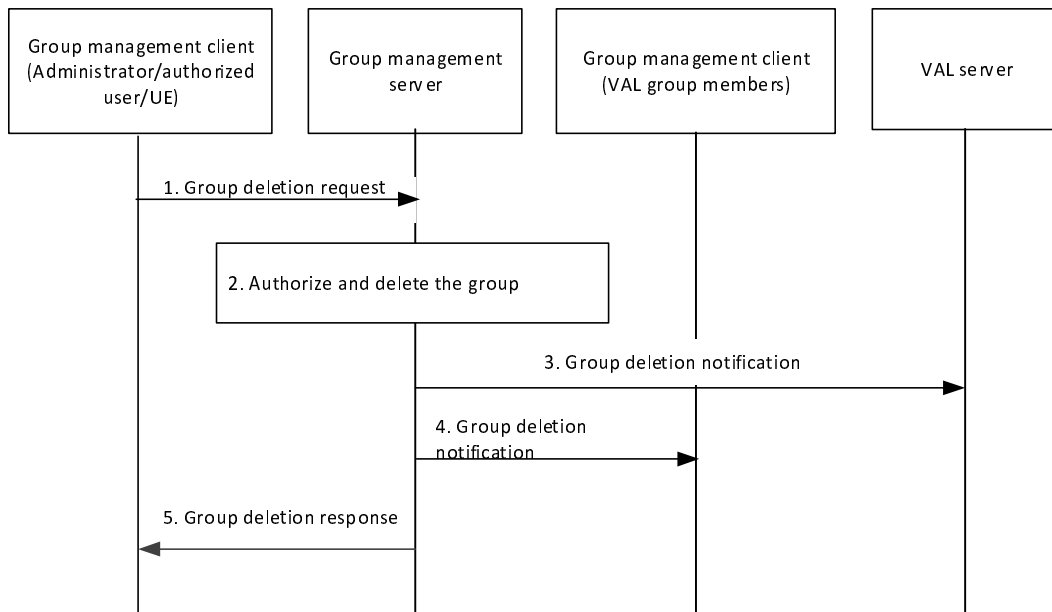 Group management client
(Administrator/authorized
user/UE)
Group management
server
Group management client
(VAL group members)
VAL server
1. Group deletion request
2. Authorize and delete the group
3. Group deletion notification
4. Group deletion
notification
5. Group deletion response